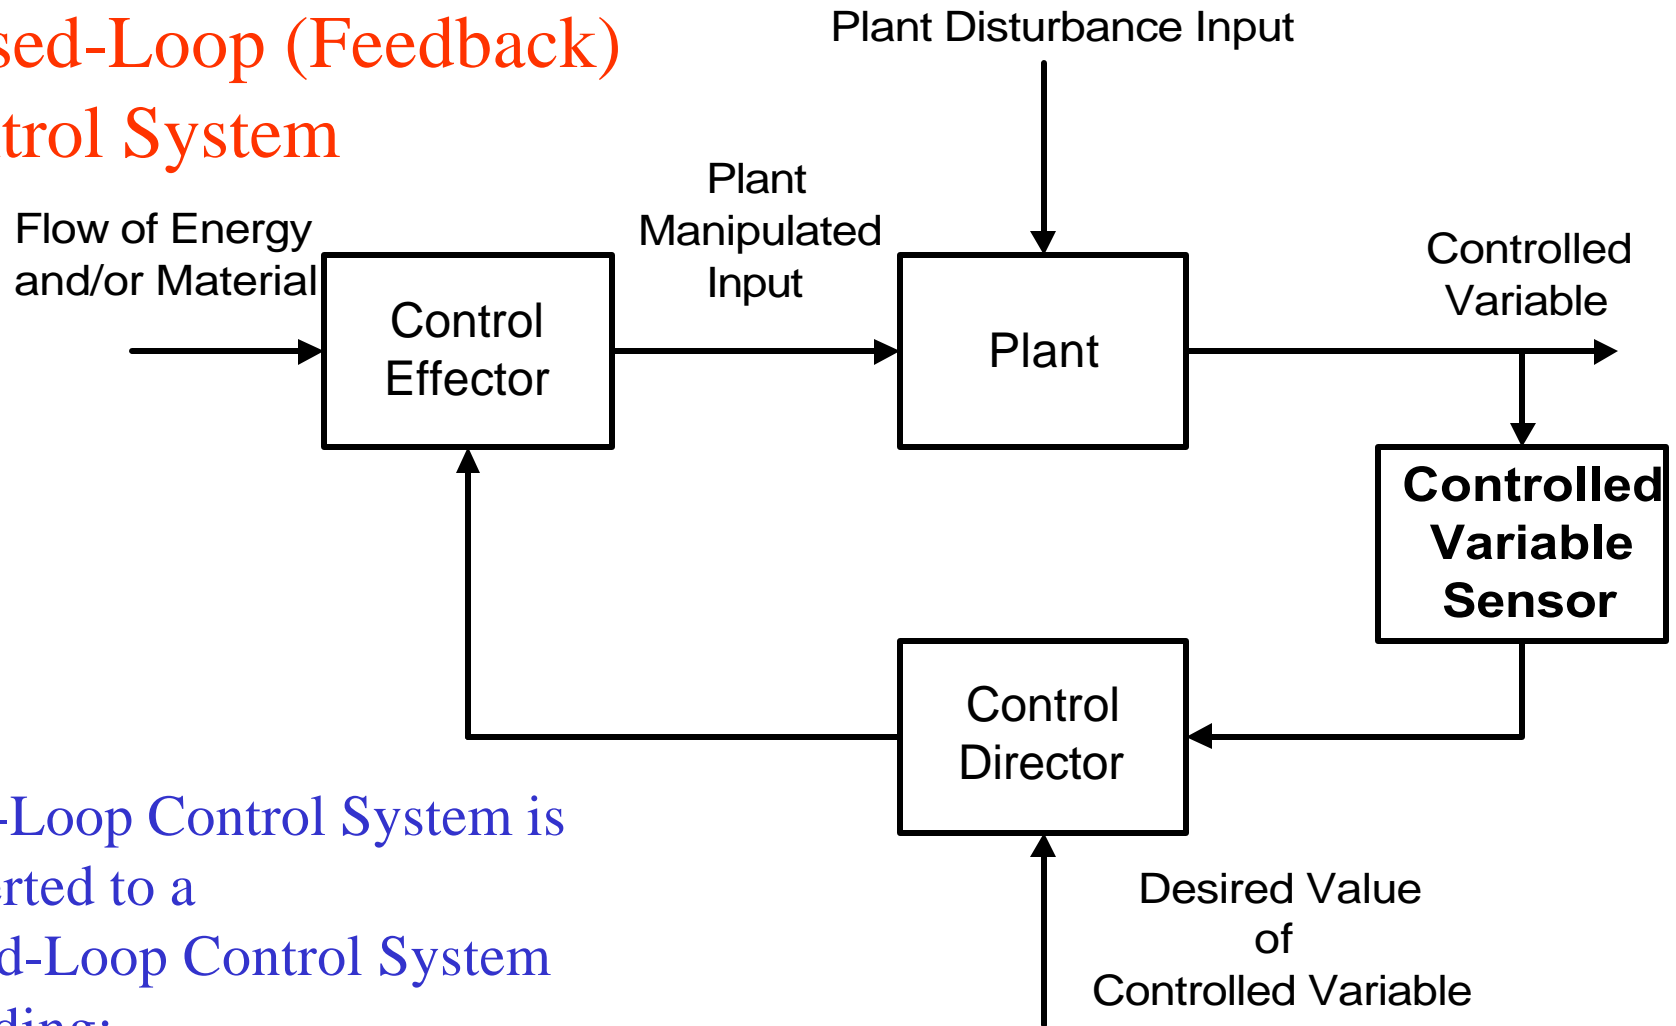 sed-Loop (Feedback)
trol System
Plant Disturbance Input
Flow of Energy
and/or Material
Plant
Manipulated
Input
Controlled
Variable
Control
Effector
Plant
Controlled
Variable
Sensor
Control
Director
-Loop Control System is
erted to a
d-Loop Control System
ding:
Desired Value
of
Controlled Variable